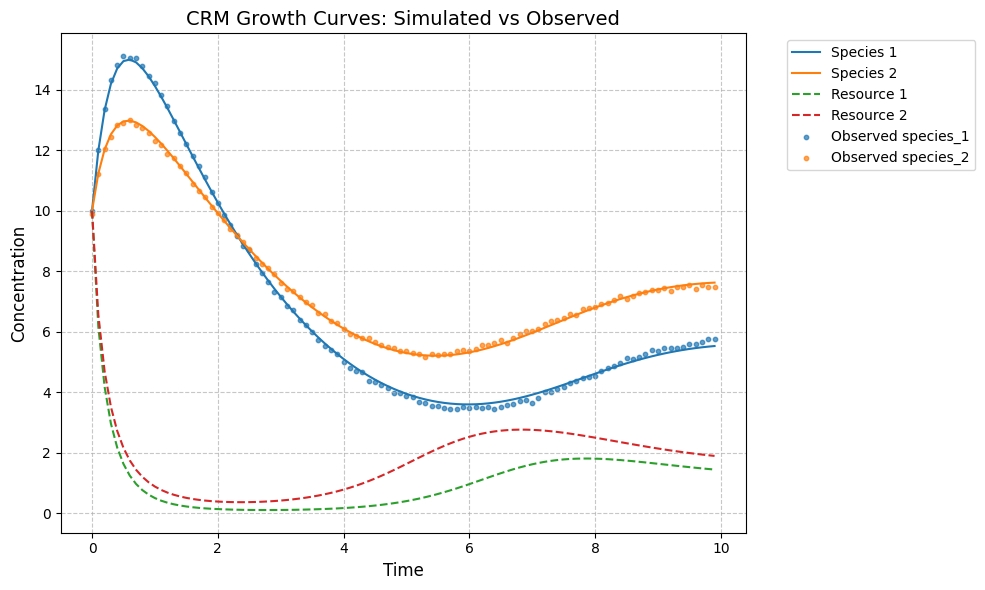 CRM Growth Curves: Simulated vs Observed
Species 1
Species 2
Resource 1
Resource 2
Observed species_1
Observed species_2
Concentration
14
12
10
8
6
4
2
0
0
2
4
6
8
10
Time